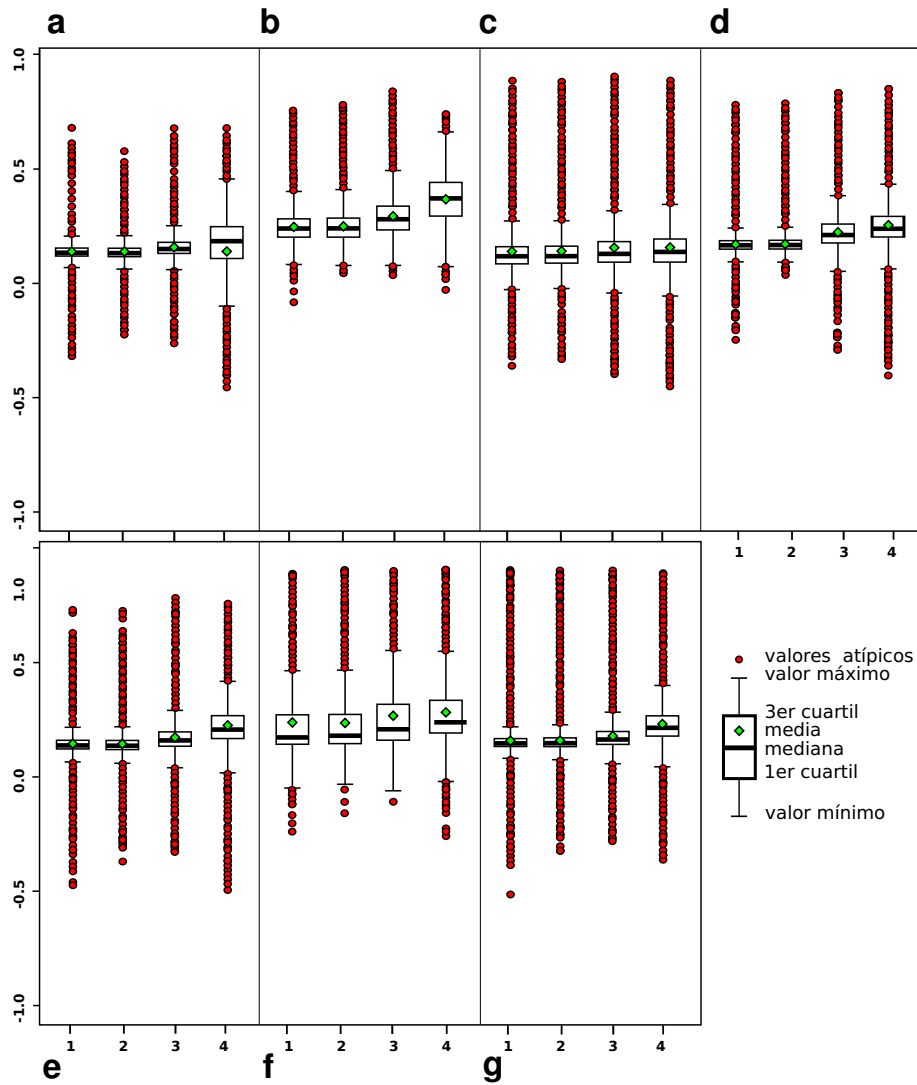 a b c d
1.0
0.5
0.0
-0.5
-1.0
1 2 3 4
1.0
0.5
0.0
-0.5
-1.0
valores atípicos
valor máximo
3er cuartil
media
mediana
1er cuartil
valor mínimo
1 2 3 4 1 2 3 4 1 2 3 4
e f g